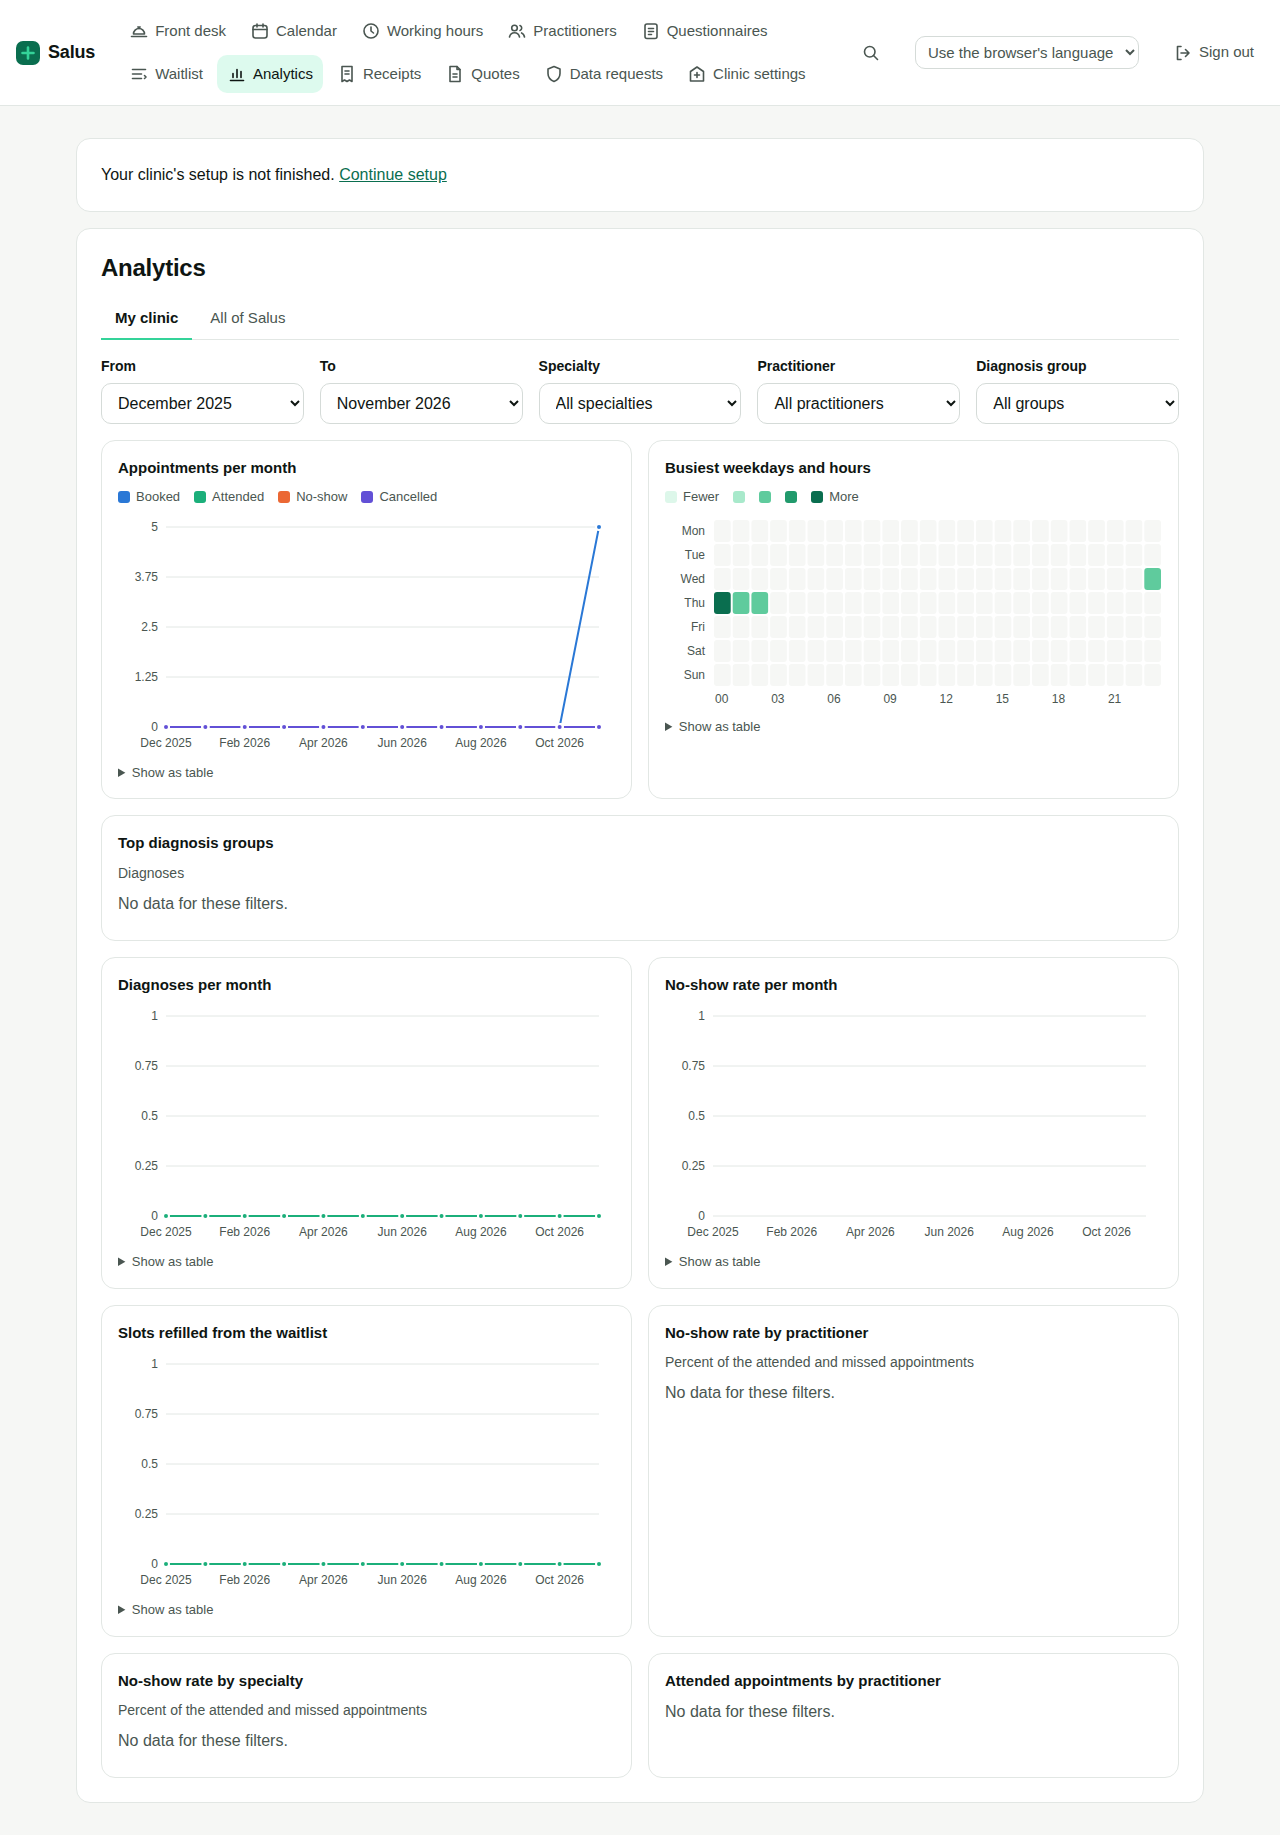 Salus
Front desk Calendar Working hours Practitioners Questionnaires
Waitlist Analytics Receipts Quotes Data requests Clinic settings
Use the browser's language
Sign out
Your clinic's setup is not finished. Continue setup
Analytics
My clinic All of Salus
From To Specialty Practitioner Diagnosis group
December 2025 November 2026 All specialties All practitioners All groups
Appointments per month
Booked Attended No-show Cancelled
5
3.75
2.5
1.25
0
Dec 2025 Feb 2026 Apr 2026 Jun 2026 Aug 2026 Oct 2026
Show as table
Busiest weekdays and hours
Fewer More
Mon
Tue
Wed
Thu
Fri
Sat
Sun
00 03 06 09 12 15 18 21
Show as table
Top diagnosis groups
Diagnoses
No data for these filters.
Diagnoses per month
1
0.75
0.5
0.25
0
Dec 2025 Feb 2026 Apr 2026 Jun 2026 Aug 2026 Oct 2026
Show as table
No-show rate per month
1
0.75
0.5
0.25
0
Dec 2025 Feb 2026 Apr 2026 Jun 2026 Aug 2026 Oct 2026
Show as table
Slots refilled from the waitlist
1
0.75
0.5
0.25
0
Dec 2025 Feb 2026 Apr 2026 Jun 2026 Aug 2026 Oct 2026
Show as table
No-show rate by practitioner
Percent of the attended and missed appointments
No data for these filters.
No-show rate by specialty
Percent of the attended and missed appointments
No data for these filters.
Attended appointments by practitioner
No data for these filters.